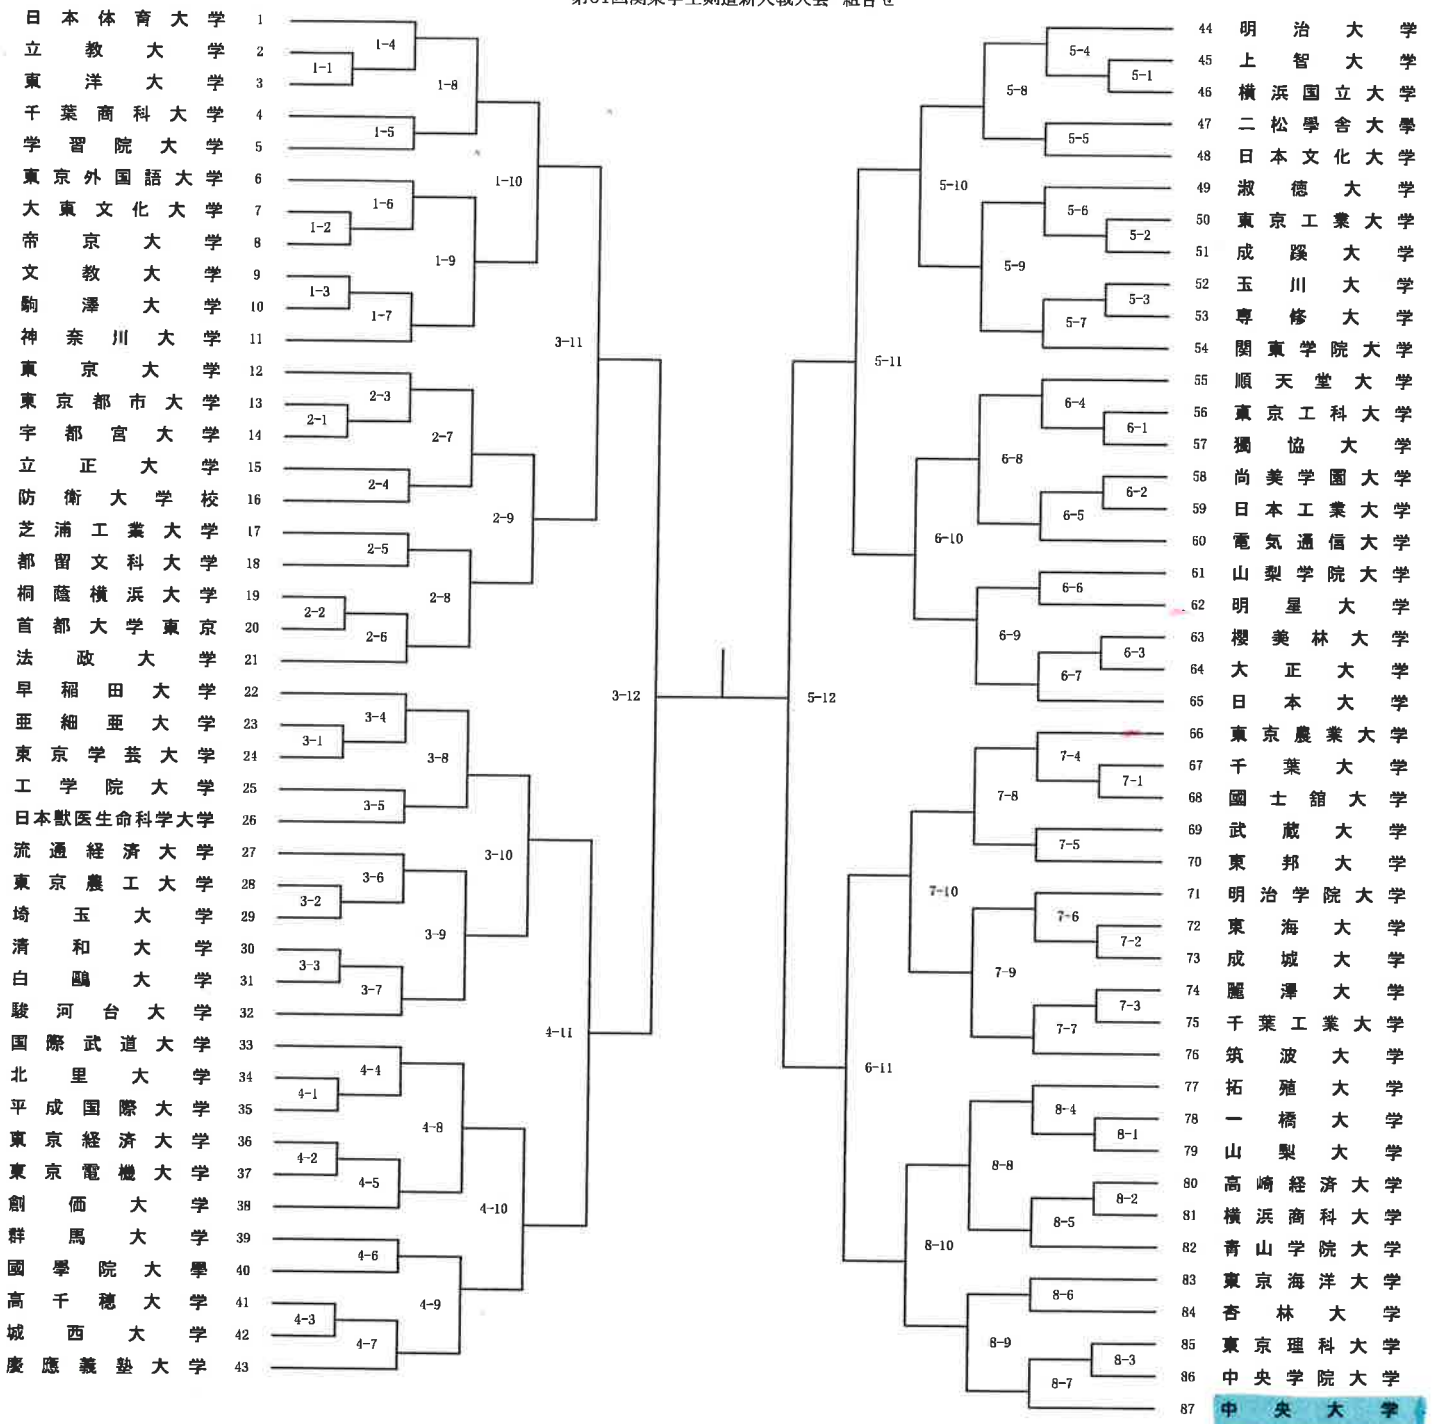 日本体育大学 1
立教大学 2
東洋大学 3
千葉商科大学 4
学習院大学 5
東京外国語大学 6
大東文化大学 7
帝京大学 8
文教大学 9
駒澤大学 10
神奈川大学 11
東京大学 12
東京都市大学 13
宇都宮大学 14
立正大学 15
防衛大学校 16
芝浦工業大学 17
都留文科大学 18
桐蔭横浜大学 19
首都大学東京 20
法政大学 21
早稲田大学 22
亜細亜大学 23
東京学芸大学 24
工学院大学 25
日本獣医生命科学大学 26
流通経済大学 27
東京農工大学 28
埼玉大学 29
清和大学 30
白鷗大学 31
駿河台大学 32
国際武道大学 33
北里大学 34
平成国際大学 35
東京経済大学 36
東京電機大学 37
創価大学 38
群馬大学 39
國學院大學 40
高千穂大学 41
城西大学 42
慶應義塾大学 43
1-4
1-1
1-8
1-5
1-10
1-6
1-2
1-9
1-3
1-7
3-11
2-3
2-1
2-7
2-4
2-9
2-5
2-8
2-2
2-6
3-12
3-4
3-1
3-8
3-5
3-10
3-6
3-2
3-9
3-3
3-7
4-11
4-4
4-1
4-8
4-2
4-5
4-10
4-6
4-9
4-3
4-7
5-4
5-1
5-8
5-5
5-10
5-6
5-2
5-9
5-3
5-7
5-11
6-4
6-1
6-8
6-2
6-5
6-10
6-6
6-9
6-3
6-7
5-12
7-4
7-1
7-8
7-5
7-10
7-6
7-2
7-9
7-3
7-7
6-11
8-4
8-1
8-8
8-2
8-5
8-10
8-6
8-9
8-3
8-7
44 明治大学
45 上智大学
46 横浜国立大学
47 二松學舎大學
48 日本文化大学
49 淑徳大学
50 東京工業大学
51 成蹊大学
52 玉川大学
53 専修大学
54 関東学院大学
55 順天堂大学
56 東京工科大学
57 獨協大学
58 尚美学園大学
59 日本工業大学
60 電気通信大学
61 山梨学院大学
62 明星大学
63 櫻美林大学
64 大正大学
65 日本大学
66 東京農業大学
67 千葉大学
68 國士舘大学
69 武蔵大学
70 東邦大学
71 明治学院大学
72 東海大学
73 成城大学
74 麗澤大学
75 千葉工業大学
76 筑波大学
77 拓殖大学
78 一橋大学
79 山梨大学
80 高崎経済大学
81 横浜商科大学
82 青山学院大学
83 東京海洋大学
84 杏林大学
85 東京理科大学
86 中央学院大学
87 中央大学